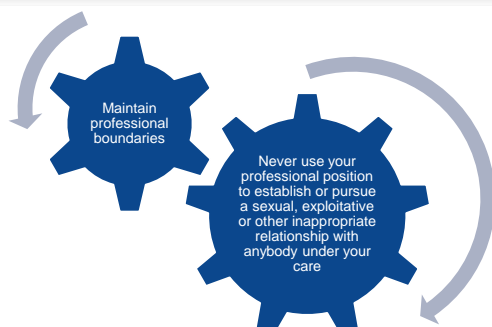 Maintain
professional
boundaries
Never use your
professional position
to establish or pursue
a sexual, exploitative
or other inappropriate
relationship with
anybody under your
care